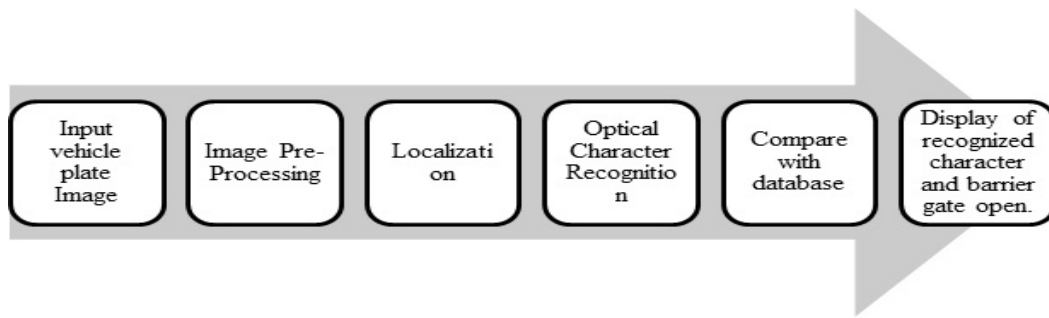 Input
vehicle
plate
Image
Image Pre-
Processing
Localizati
on
Optical
Character
Recognitio
n
Compare
with
database
Display of
recognized
character
and barrier
gate open.